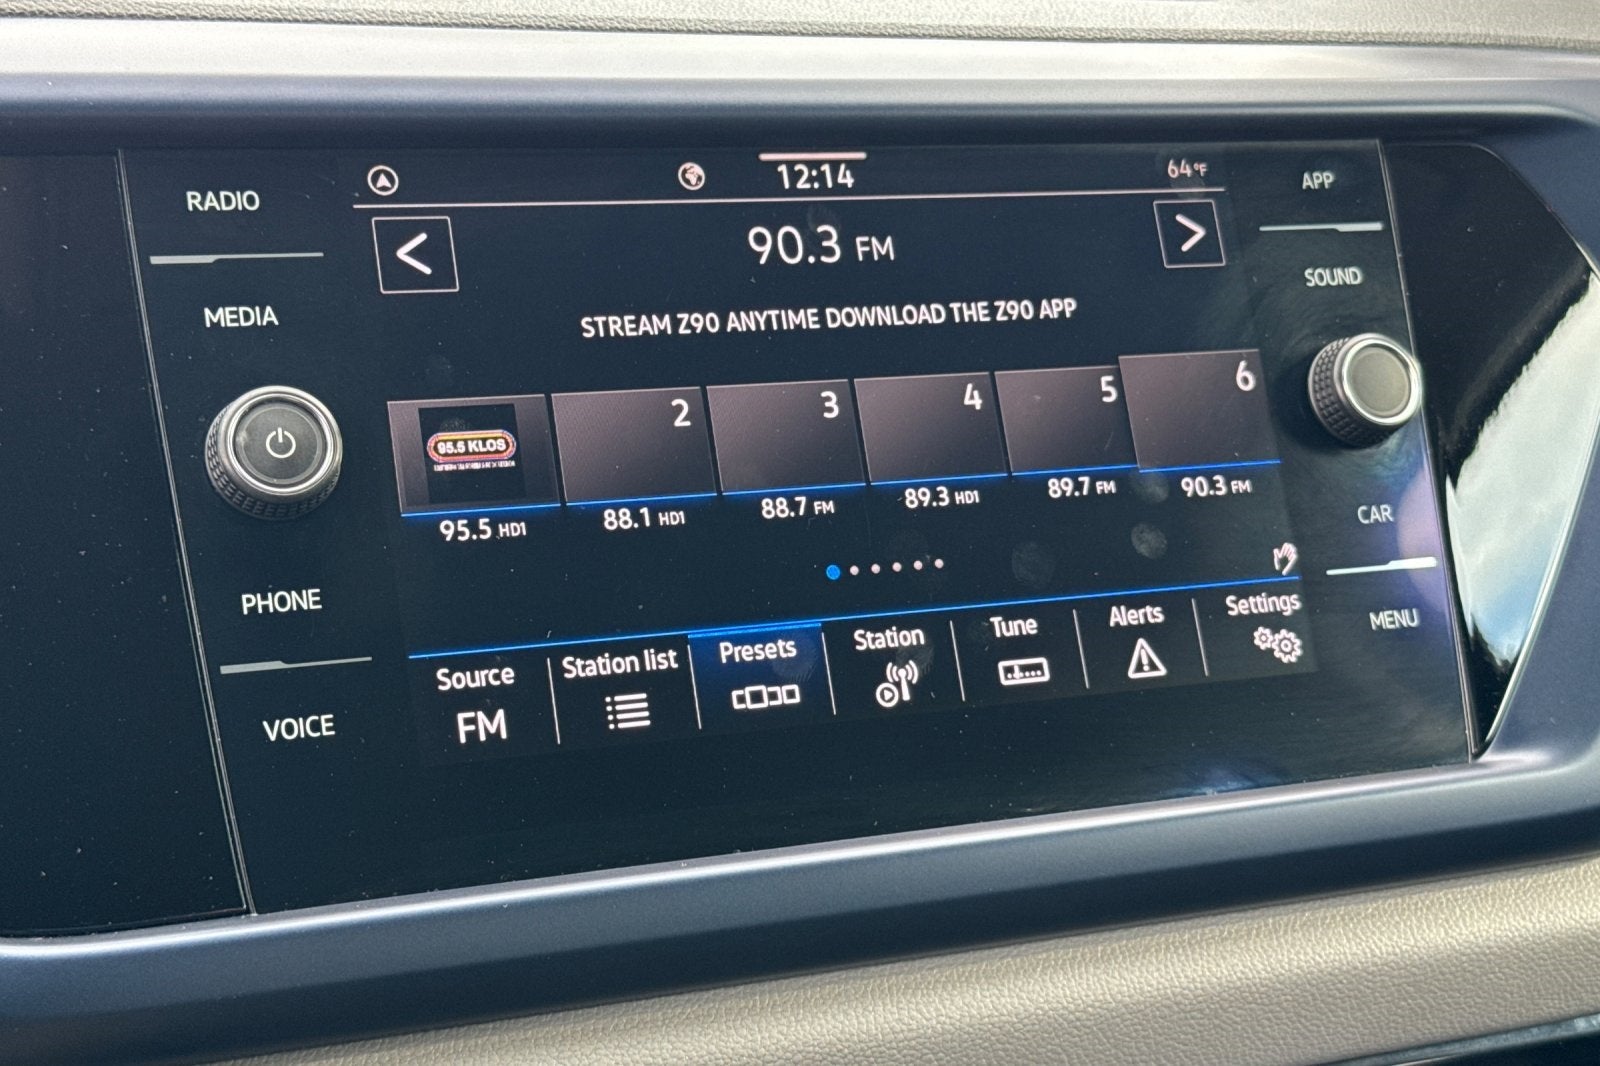 RADIO
MEDIA
PHONE
VOICE
12:14
64°F
<
90.3 FM
>
STREAM Z90 ANYTIME DOWNLOAD THE Z90 APP
95.5 KLOS
2
3
4
5
6
95.5 HD1
88.1 HD1
88.7 FM
89.3 HD1
89.7 FM
90.3 FM
Source
FM
Station list
Presets
Station
Tune
Alerts
Settings
APP
SOUND
CAR
MENU